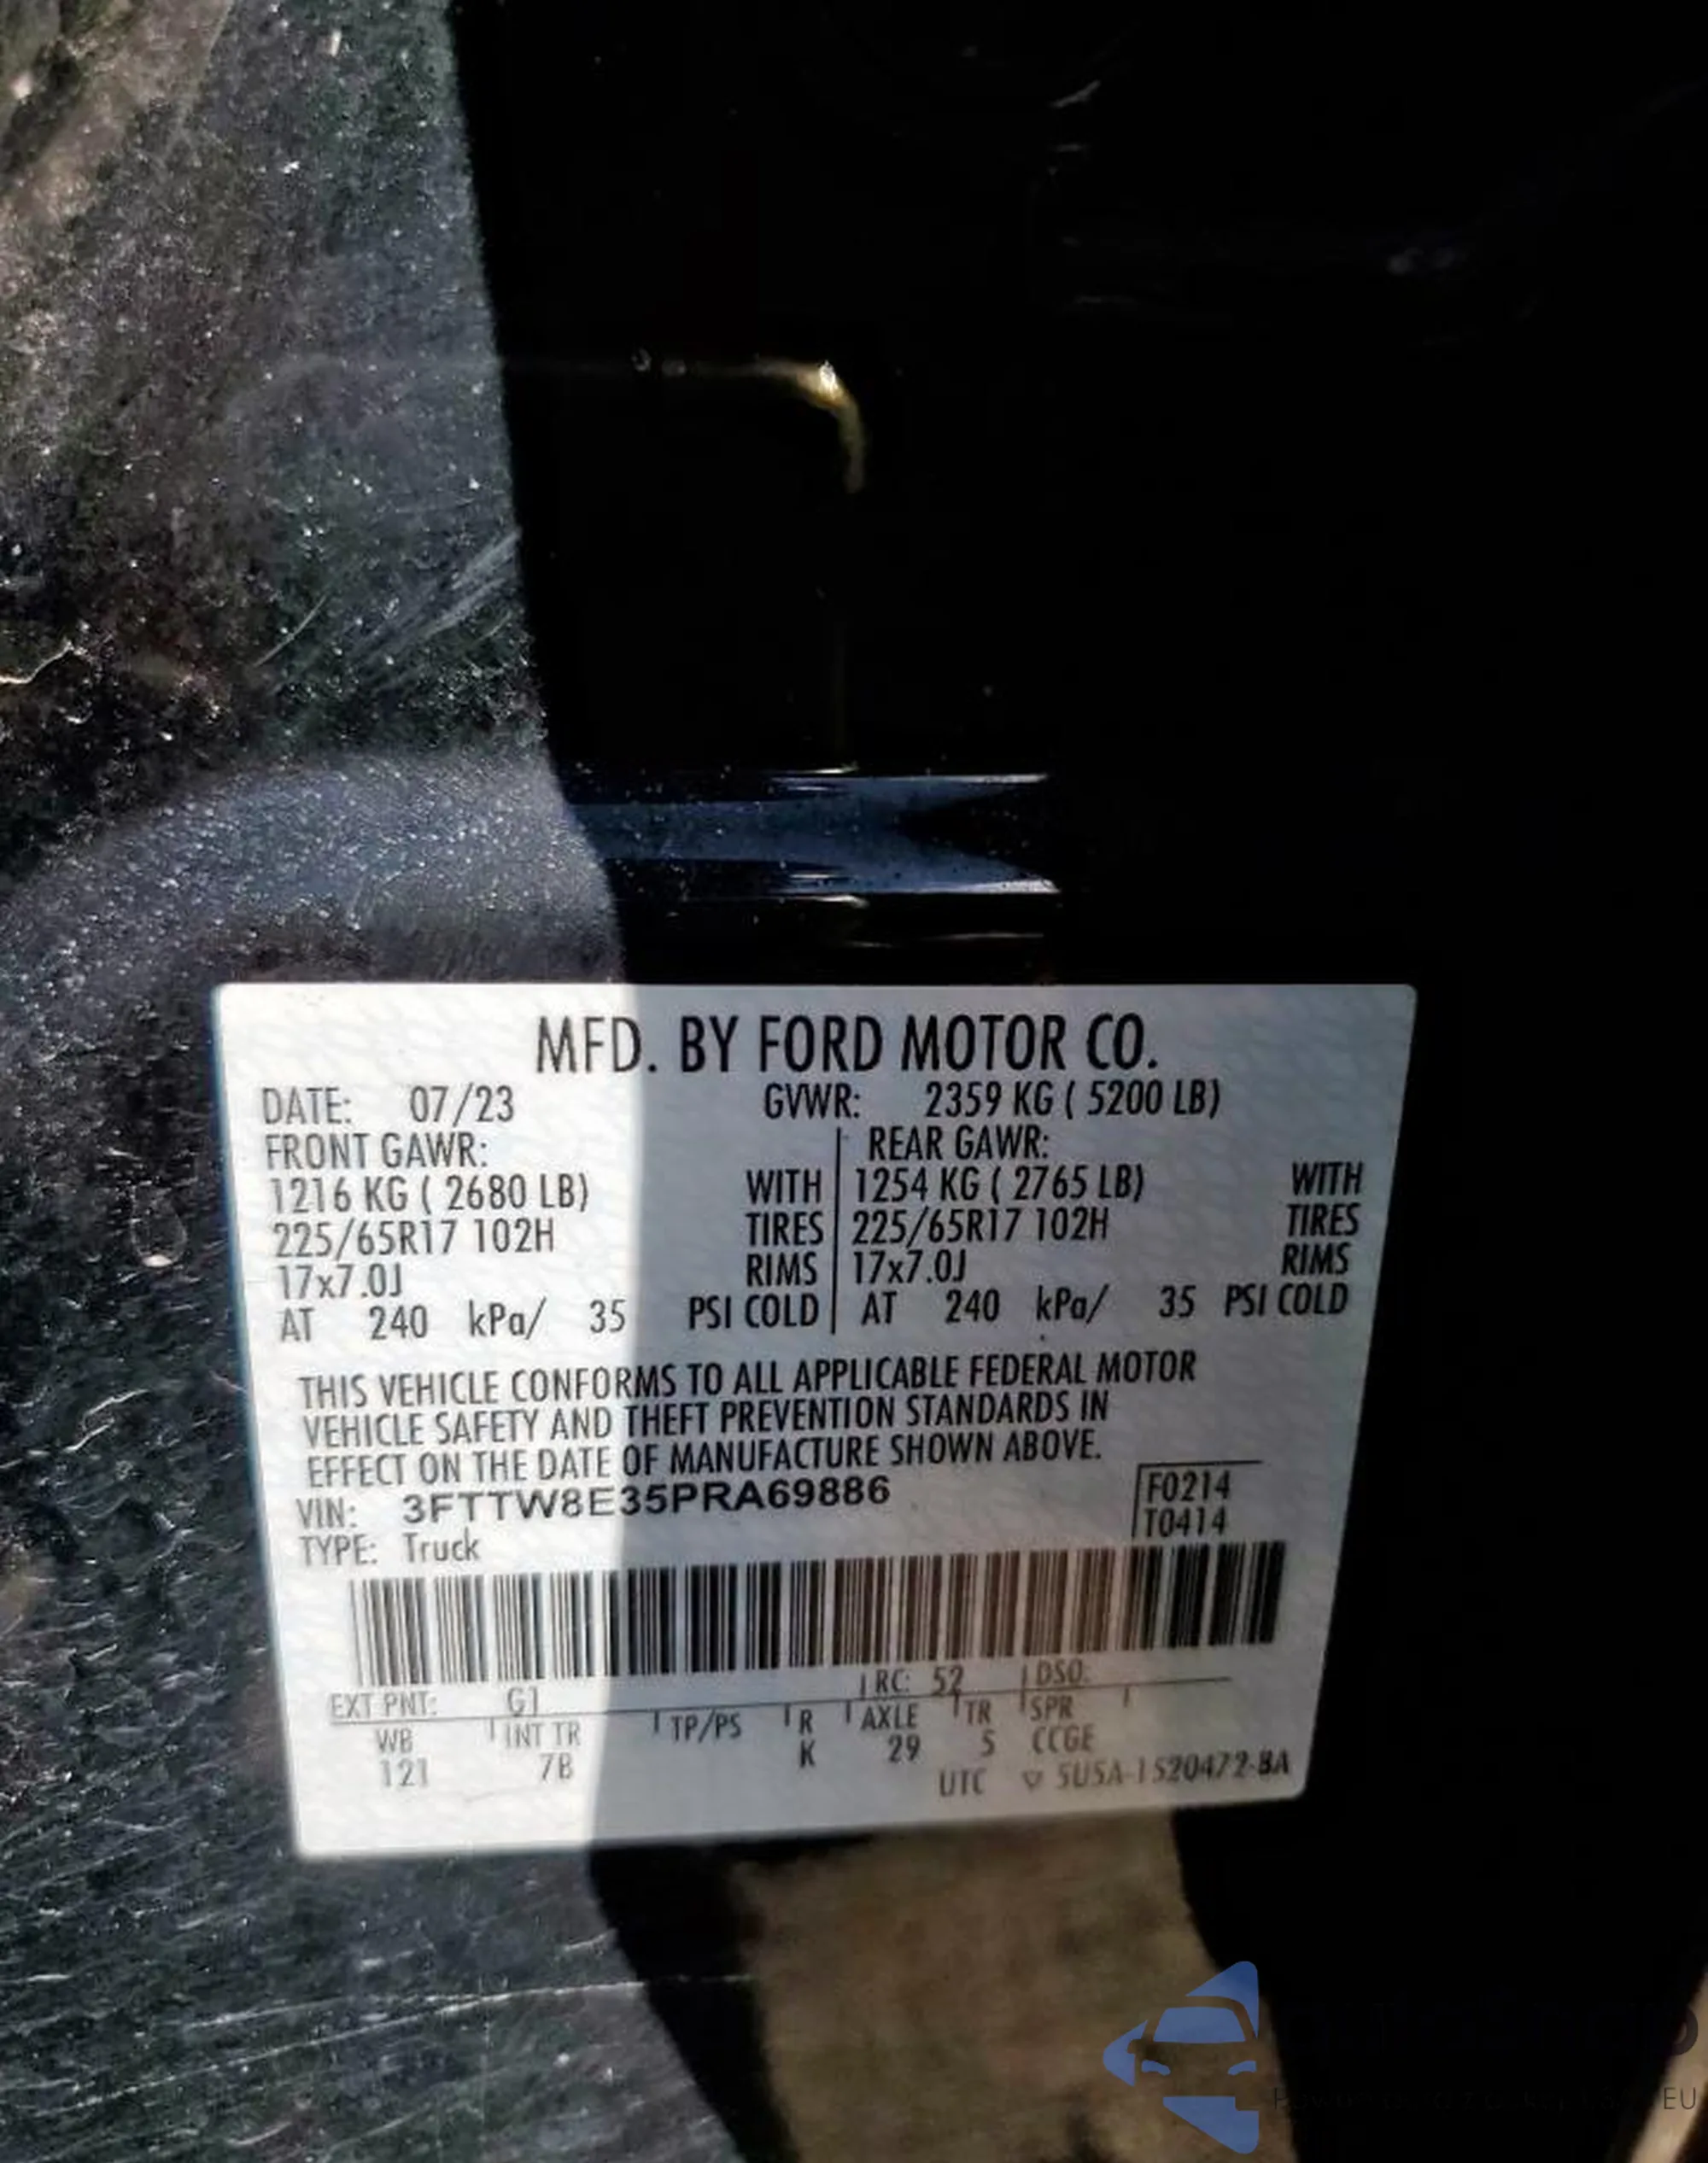 MFD. BY FORD MOTOR CO.
DATE: 07/23 GVWR: 2359 KG ( 5200 LB)
FRONT GAWR: REAR GAWR:
1216 KG ( 2680 LB) WITH 1254 KG ( 2765 LB) WITH
225/65R17 102H TIRES 225/65R17 102H TIRES
17x7.0J RIMS 17x7.0J RIMS
AT 240 kPa/ 35 PSI COLD AT 240 kPa/ 35 PSI COLD
THIS VEHICLE CONFORMS TO ALL APPLICABLE FEDERAL MOTOR
VEHICLE SAFETY AND THEFT PREVENTION STANDARDS IN
EFFECT ON THE DATE OF MANUFACTURE SHOWN ABOVE.
VIN: 3FTTW8E35PRA69886 F0214
TYPE: Truck T0414
EXT PNT: G1 RC: 52 DSO:
WB INT TR TP/PS R AXLE TR SPR
121 7B K 29 5 CCGE
UTC 5U5A-1520472-BA
EU